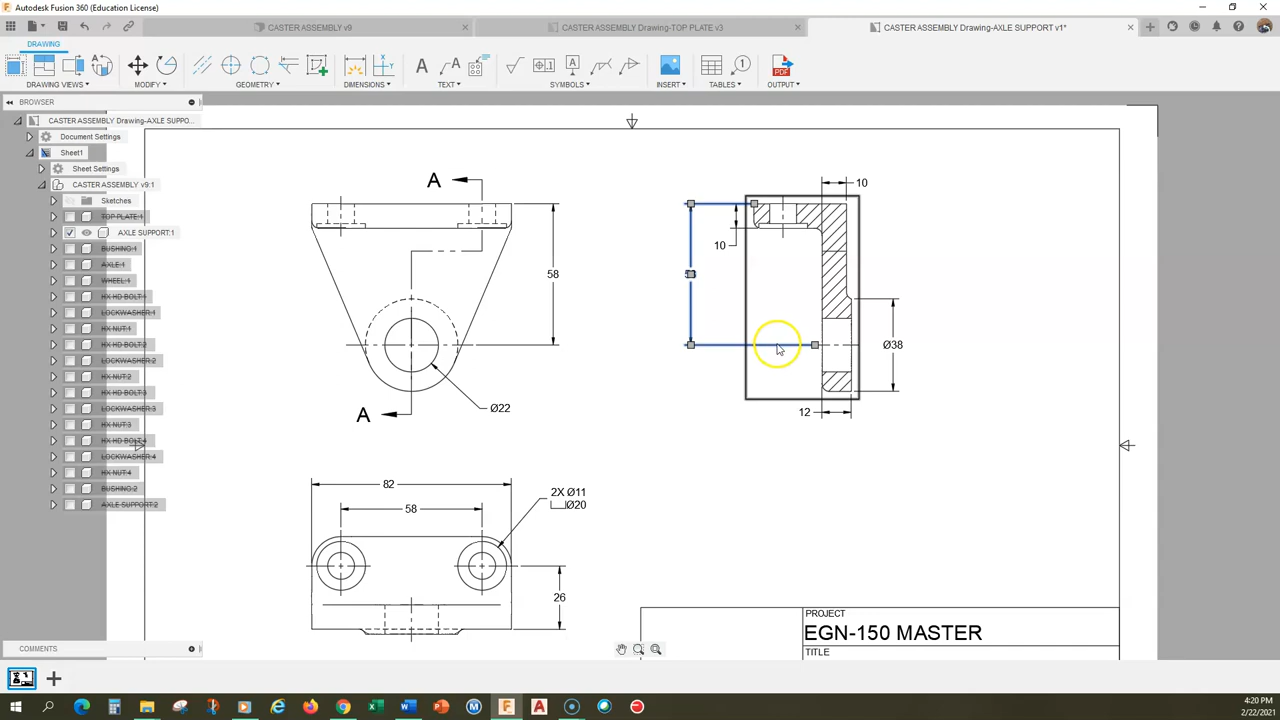 Autodesk Fusion 360 (Education License)
CASTER ASSEMBLY v9
CASTER ASSEMBLY Drawing-TOP PLATE v3
CASTER ASSEMBLY Drawing-AXLE SUPPORT v1*
DRAWING
DRAWING VIEWS
MODIFY
GEOMETRY
DIMENSIONS
TEXT
SYMBOLS
INSERT
TABLES
OUTPUT
PDF
BROWSER
CASTER ASSEMBLY Drawing-AXLE SUPPO...
Document Settings
Sheet1
Sheet Settings
CASTER ASSEMBLY v9:1
Sketches
TOP PLATE:1
AXLE SUPPORT:1
BUSHING:1
AXLE:1
WHEEL:1
HX HD BOLT:1
LOCKWASHER:1
HX NUT:1
HX HD BOLT:2
LOCKWASHER:2
HX NUT:2
HX HD BOLT:3
LOCKWASHER:3
HX NUT:3
HX HD BOLT:4
LOCKWASHER:4
HX NUT:4
BUSHING:2
AXLE SUPPORT:2
A
58
Ø22
A
10
10
Ø38
12
82
58
2X Ø11
⌴Ø20
26
PROJECT
EGN-150 MASTER
TITLE
COMMENTS
4:20 PM
2/22/2021